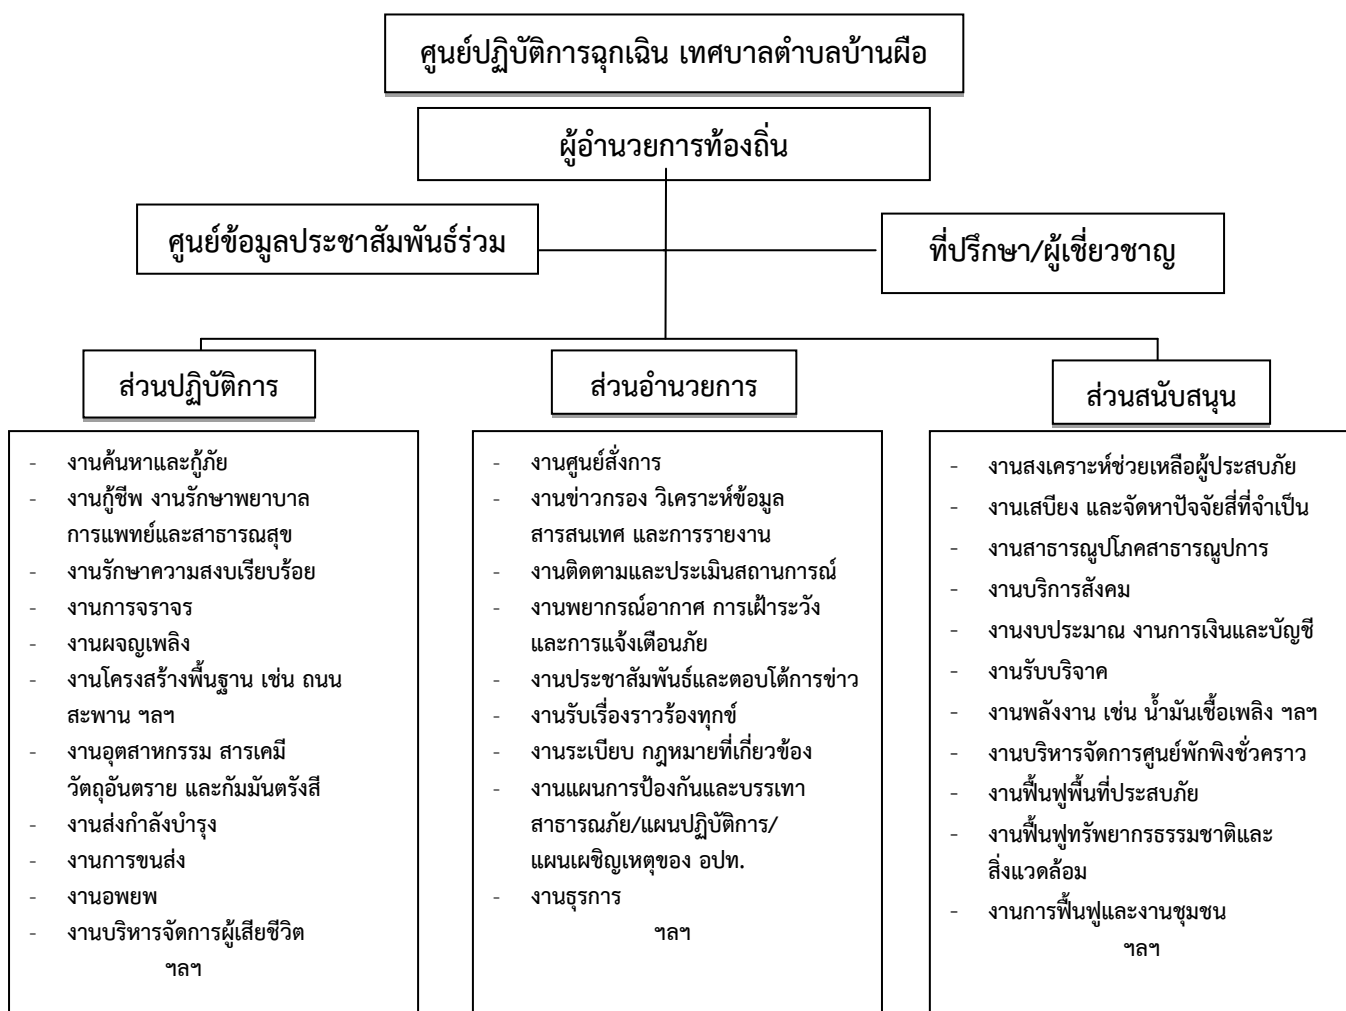 ศูนย์ปฏิบัติการฉุกเฉิน เทศบาลตำบลบ้านผือ
ผู้อำนวยการท้องถิ่น
ศูนย์ข้อมูลประชาสัมพันธ์ร่วม
ที่ปรึกษา/ผู้เชี่ยวชาญ
ส่วนปฏิบัติการ
- งานค้นหาและกู้ภัย
- งานกู้ชีพ งานรักษาพยาบาล
การแพทย์และสาธารณสุข
- งานรักษาความสงบเรียบร้อย
- งานการจราจร
- งานผจญเพลิง
- งานโครงสร้างพื้นฐาน เช่น ถนน
สะพาน ฯลฯ
- งานอุตสาหกรรม สารเคมี
วัตถุอันตราย และกัมมันตรังสี
- งานส่งกำลังบำรุง
- งานการขนส่ง
- งานอพยพ
- งานบริหารจัดการผู้เสียชีวิต
ฯลฯ
ส่วนอำนวยการ
- งานศูนย์สั่งการ
- งานข่าวกรอง วิเคราะห์ข้อมูล
สารสนเทศ และการรายงาน
- งานติดตามและประเมินสถานการณ์
- งานพยากรณ์อากาศ การเฝ้าระวัง
และการแจ้งเตือนภัย
- งานประชาสัมพันธ์และตอบโต้การข่าว
- งานรับเรื่องราวร้องทุกข์
- งานระเบียบ กฎหมายที่เกี่ยวข้อง
- งานแผนการป้องกันและบรรเทา
สาธารณภัย/แผนปฏิบัติการ/
แผนเผชิญเหตุของ อปท.
- งานธุรการ
ฯลฯ
ส่วนสนับสนุน
- งานสงเคราะห์ช่วยเหลือผู้ประสบภัย
- งานเสบียง และจัดหาปัจจัยสี่ที่จำเป็น
- งานสาธารณูปโภคสาธารณูปการ
- งานบริการสังคม
- งานงบประมาณ งานการเงินและบัญชี
- งานรับบริจาค
- งานพลังงาน เช่น น้ำมันเชื้อเพลิง ฯลฯ
- งานบริหารจัดการศูนย์พักพิงชั่วคราว
- งานฟื้นฟูพื้นที่ประสบภัย
- งานฟื้นฟูทรัพยากรธรรมชาติและ
สิ่งแวดล้อม
- งานการฟื้นฟูและงานชุมชน
ฯลฯ